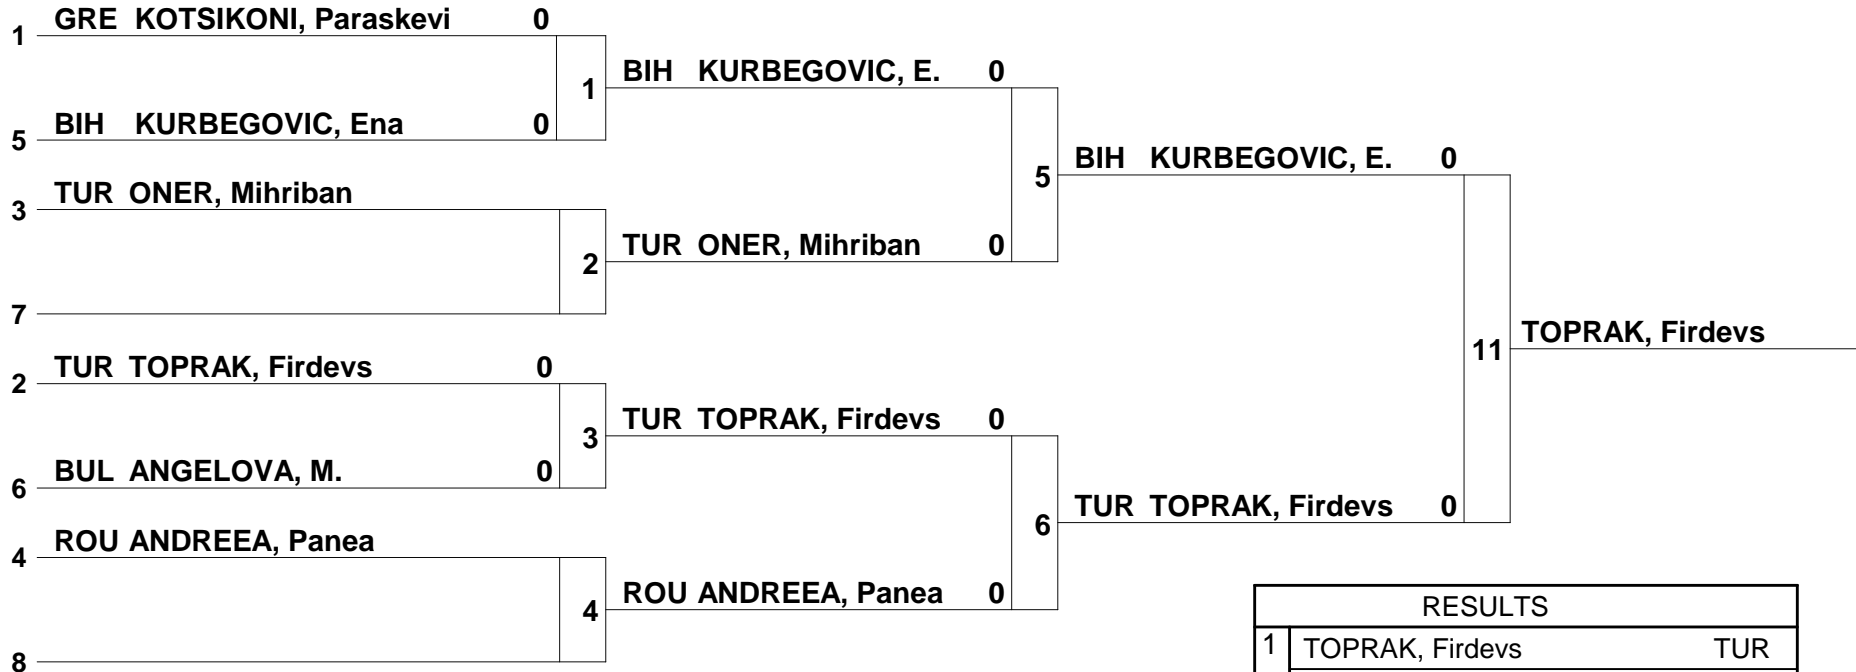 GRE KOTSIKONI, Paraskevi 0
1
BIH KURBEGOVIC, E. 0
1
BIH KURBEGOVIC, Ena 0
5
BIH KURBEGOVIC, E. 0
5
TUR ONER, Mihriban
3
TUR ONER, Mihriban 0
2
7
TOPRAK, Firdevs
11
TUR TOPRAK, Firdevs 0
2
TUR TOPRAK, Firdevs 0
3
BUL ANGELOVA, M. 0
6
TUR TOPRAK, Firdevs 0
6
ROU ANDREEA, Panea
4
ROU ANDREEA, Panea 0
4
8
RESULTS
1 TOPRAK, Firdevs TUR